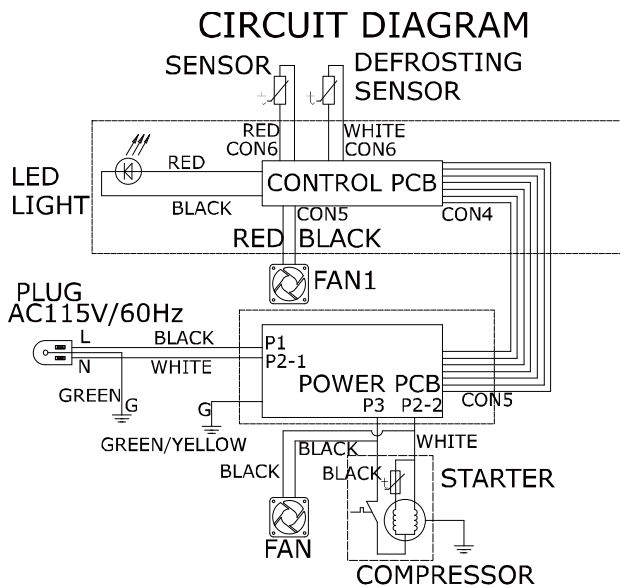 CIRCUIT DIAGRAM
SENSOR
DEFROSTING
SENSOR
RED
CON6
WHITE
CON6
LED
LIGHT
RED
BLACK
CONTROL PCB
CON5
CON4
RED
BLACK
FAN1
PLUG
AC115V/60Hz
L
BLACK
P1
N
WHITE
P2-1
GREEN
G
POWER PCB
CON5
G
P3
P2-2
GREEN/YELLOW
WHITE
BLACK
BLACK
BLACK
STARTER
FAN
COMPRESSOR